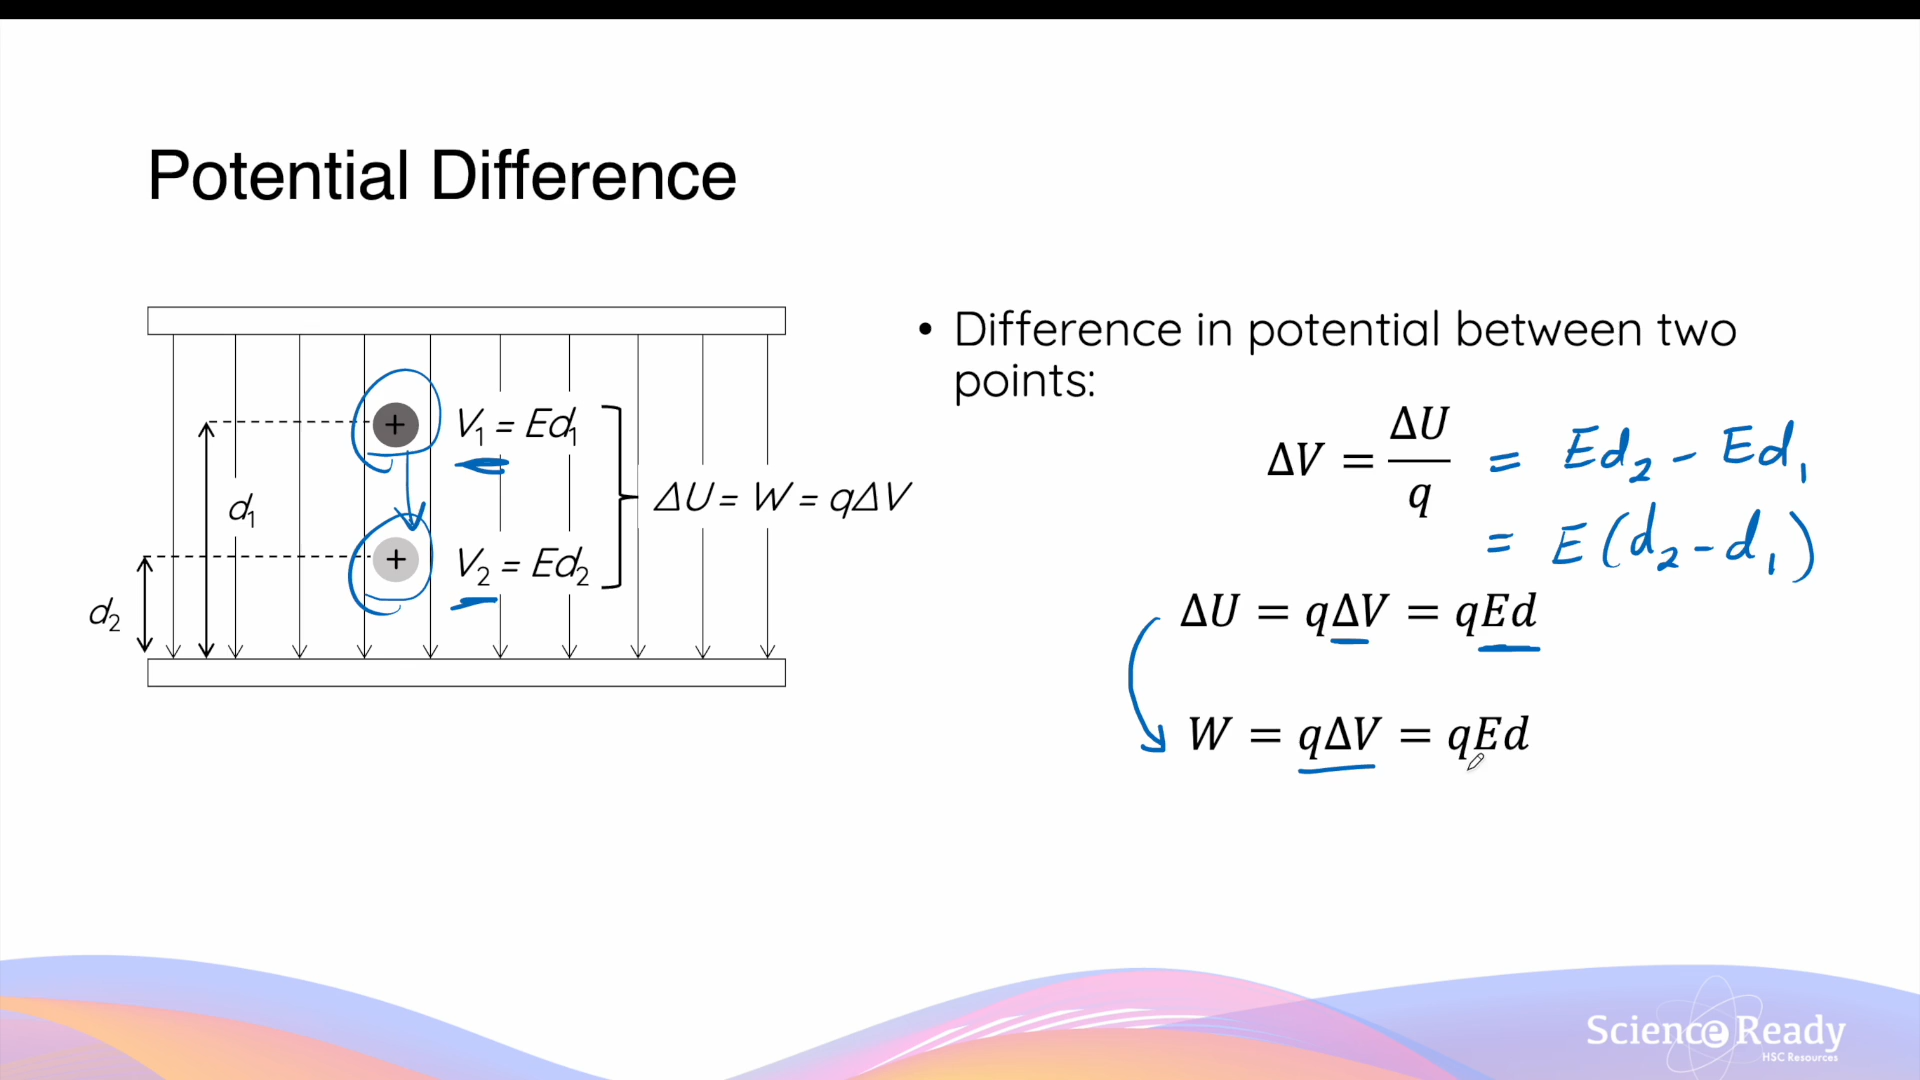 Potential Difference
+
V₁ = Ed₁
d₁
ΔU = W = qΔV
+
V₂ = Ed₂
d₂
• Difference in potential between two
points:
ΔV = ΔU/q = Ed₂ - Ed₁
= E(d₂ - d₁)
ΔU = qΔV = qEd
W = qΔV = qEd
Science Ready
HSC Resources